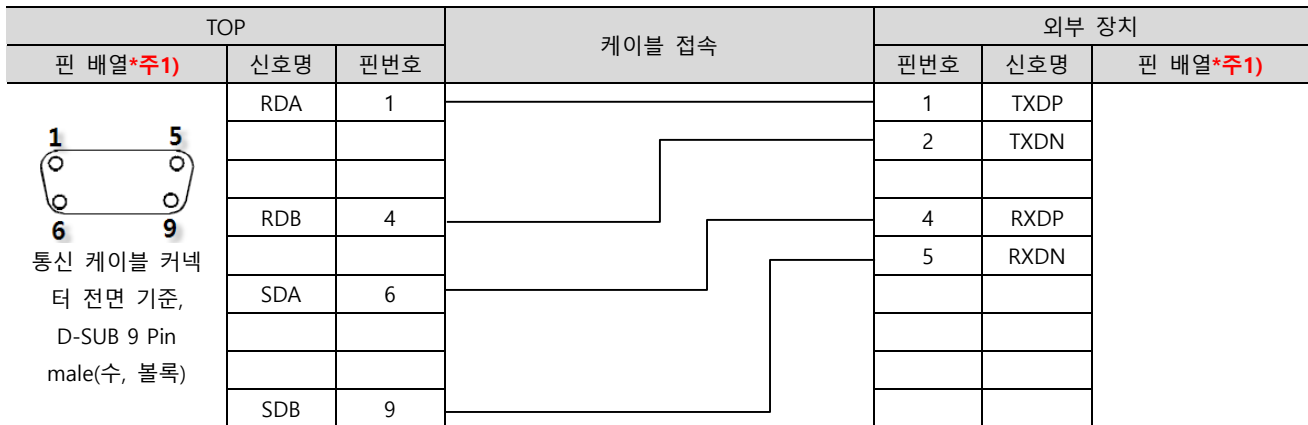 TOP 케이블 접속 외부 장치
핀 배열*주1) 신호명 핀번호 핀번호 신호명 핀 배열*주1)
RDA 1 1 TXDP
1 5
2 TXDN
RDB 4 4 RXDP
6 9
통신 케이블 커넥
5 RXDN
터 전면 기준,
SDA 6
D-SUB 9 Pin
male(수, 볼록)
SDB 9